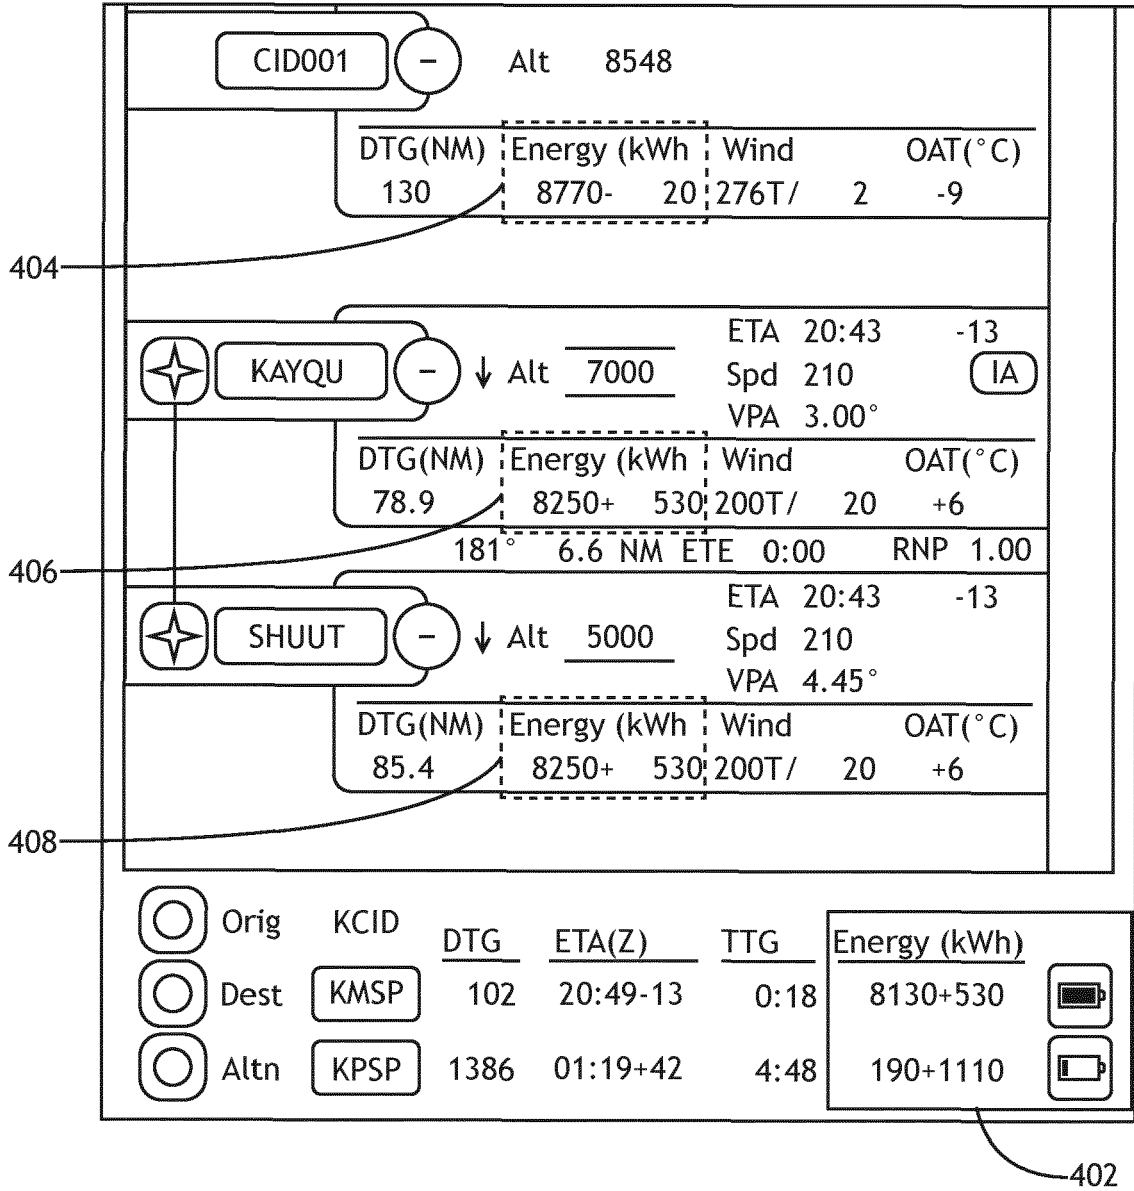 CID001 − Alt 8548
DTG(NM) Energy (kWh Wind OAT(°C)
130 8770- 20 276T/ 2 -9
404
ETA 20:43 -13
KAYQU − ↓ Alt 7000 Spd 210 IA
VPA 3.00°
DTG(NM) Energy (kWh Wind OAT(°C)
78.9 8250+ 530 200T/ 20 +6
181° 6.6 NM ETE 0:00 RNP 1.00
406
ETA 20:43 -13
SHUUT − ↓ Alt 5000 Spd 210
VPA 4.45°
DTG(NM) Energy (kWh Wind OAT(°C)
85.4 8250+ 530 200T/ 20 +6
408
Orig KCID
DTG ETA(Z) TTG Energy (kWh)
Dest KMSP 102 20:49-13 0:18 8130+530
Altn KPSP 1386 01:19+42 4:48 190+1110
402